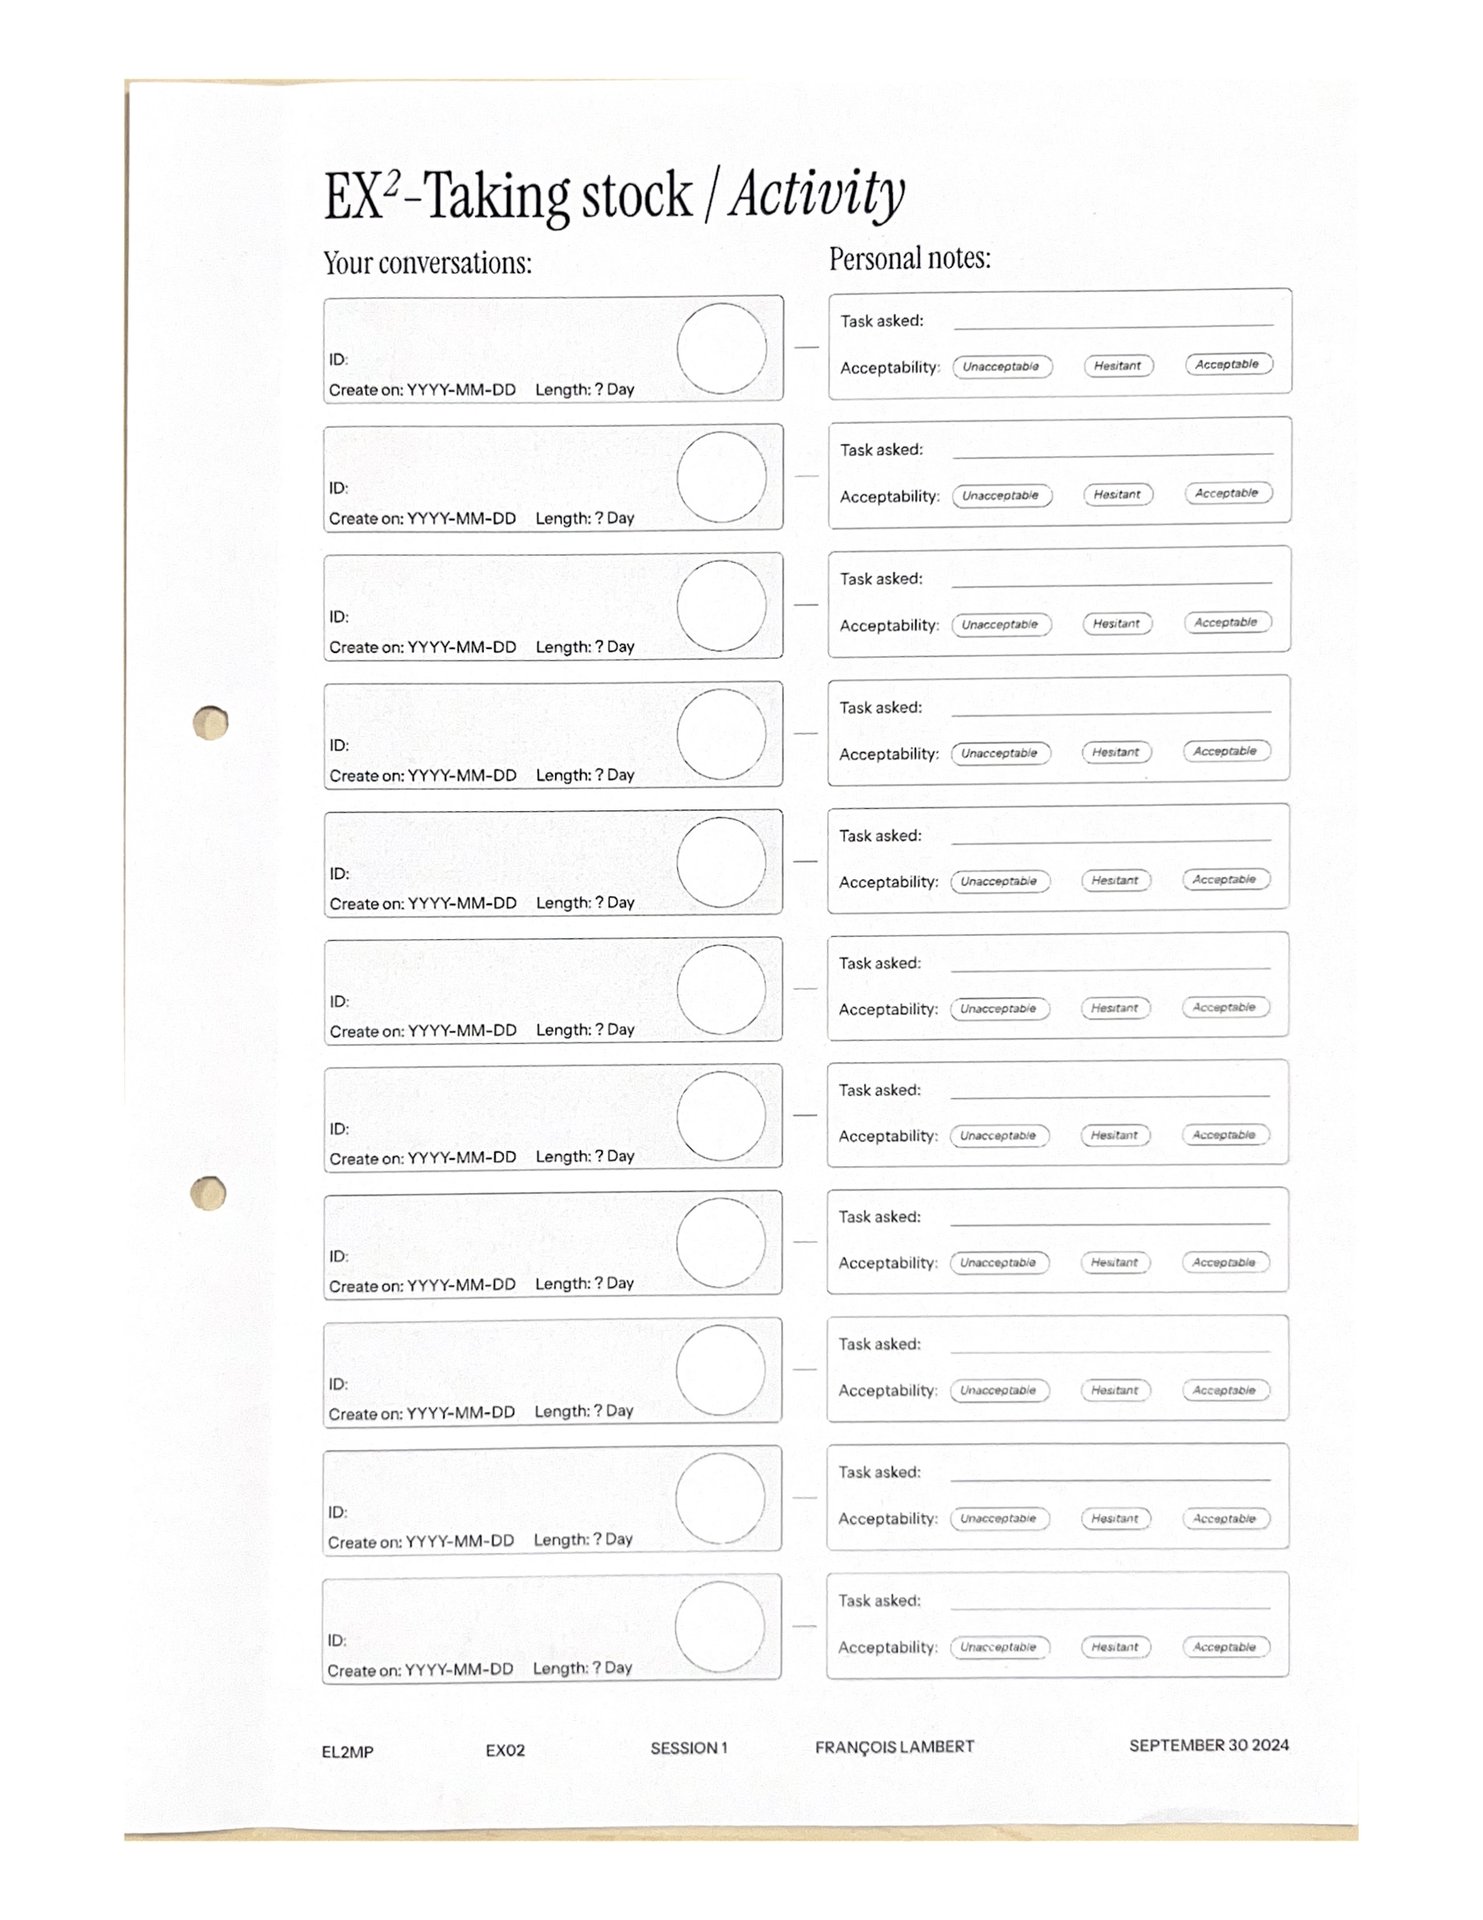 EX²-Taking stock / Activity
Your conversations:
Personal notes:
ID:
Create on: YYYY-MM-DD Length: ? Day
Task asked:
Acceptability: Unacceptable Hesitant Acceptable
ID:
Create on: YYYY-MM-DD Length: ? Day
Task asked:
Acceptability: Unacceptable Hesitant Acceptable
ID:
Create on: YYYY-MM-DD Length: ? Day
Task asked:
Acceptability: Unacceptable Hesitant Acceptable
ID:
Create on: YYYY-MM-DD Length: ? Day
Task asked:
Acceptability: Unacceptable Hesitant Acceptable
ID:
Create on: YYYY-MM-DD Length: ? Day
Task asked:
Acceptability: Unacceptable Hesitant Acceptable
ID:
Create on: YYYY-MM-DD Length: ? Day
Task asked:
Acceptability: Unacceptable Hesitant Acceptable
ID:
Create on: YYYY-MM-DD Length: ? Day
Task asked:
Acceptability: Unacceptable Hesitant Acceptable
ID:
Create on: YYYY-MM-DD Length: ? Day
Task asked:
Acceptability: Unacceptable Hesitant Acceptable
ID:
Create on: YYYY-MM-DD Length: ? Day
Task asked:
Acceptability: Unacceptable Hesitant Acceptable
ID:
Create on: YYYY-MM-DD Length: ? Day
Task asked:
Acceptability: Unacceptable Hesitant Acceptable
ID:
Create on: YYYY-MM-DD Length: ? Day
Task asked:
Acceptability: Unacceptable Hesitant Acceptable
EL2MP EX02 SESSION 1 FRANÇOIS LAMBERT SEPTEMBER 30 2024